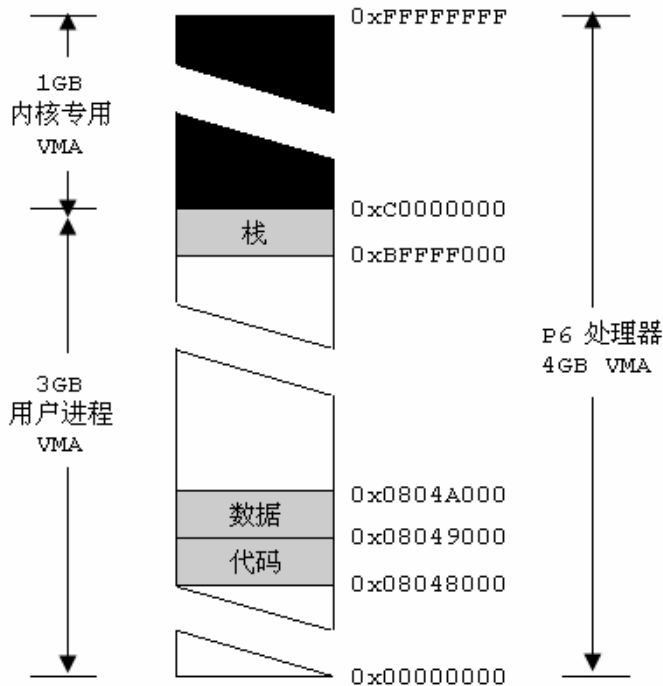 0xFFFFFFFF
1GB
内核专用
VMA
0xC0000000
栈
0xBFFFF000
P6 处理器
4GB VMA
3GB
用户进程
VMA
0x0804A000
数据
0x08049000
代码
0x08048000
0x00000000